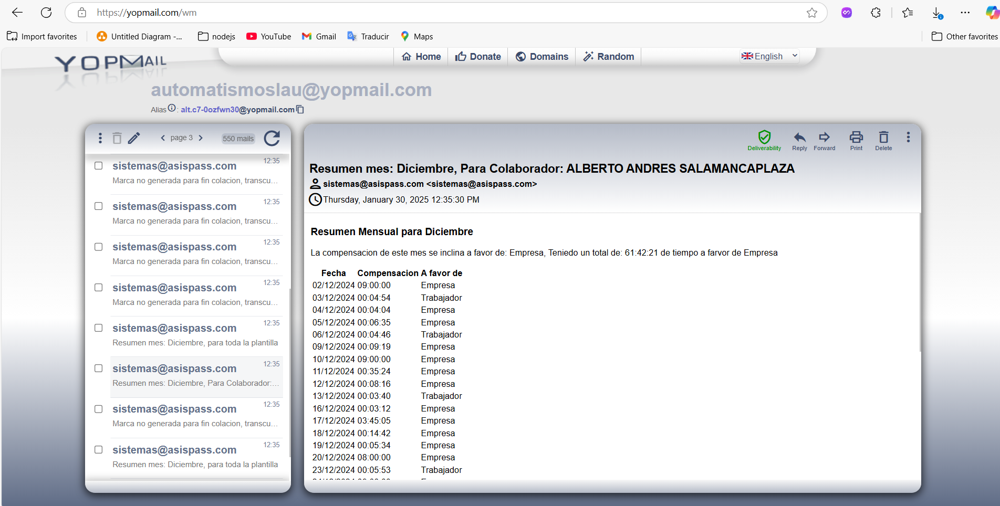 https://yopmail.com/wm
Import favorites
Untitled Diagram -...
nodejs
YouTube
Gmail
Traducir
Maps
Other favorites
YOPMAIL
Home
Donate
Domains
Random
English
automatismoslau@yopmail.com
Alias : alt.c7-0ozfwn30@yopmail.com
page 3
550 mails
sistemas@asispass.com 12:35
Marca no generada para fin colacion, transcu...
sistemas@asispass.com 12:35
Marca no generada para fin colacion, transcu...
sistemas@asispass.com 12:35
Marca no generada para fin colacion, transcu...
sistemas@asispass.com 12:35
Marca no generada para fin colacion, transcu...
sistemas@asispass.com 12:35
Resumen mes: Diciembre, para toda la plantilla
sistemas@asispass.com 12:35
Resumen mes: Diciembre, Para Colaborador:...
sistemas@asispass.com 12:35
Marca no generada para fin colacion, transcu...
sistemas@asispass.com 12:35
Resumen mes: Diciembre, para toda la plantilla
Deliverability
Reply
Forward
Print
Delete
Resumen mes: Diciembre, Para Colaborador: ALBERTO ANDRES SALAMANCAPLAZA
sistemas@asispass.com <sistemas@asispass.com>
Thursday, January 30, 2025 12:35:30 PM
Resumen Mensual para Diciembre
La compensacion de este mes se inclina a favor de: Empresa, Teniedo un total de: 61:42:21 de tiempo a farvor de Empresa
Fecha Compensacion A favor de
02/12/2024 09:00:00 Empresa
03/12/2024 00:04:54 Trabajador
04/12/2024 00:04:04 Empresa
05/12/2024 00:06:35 Empresa
06/12/2024 00:04:46 Trabajador
09/12/2024 00:09:19 Empresa
10/12/2024 09:00:00 Empresa
11/12/2024 00:35:24 Empresa
12/12/2024 00:08:16 Empresa
13/12/2024 00:03:40 Trabajador
16/12/2024 00:03:12 Empresa
17/12/2024 03:45:05 Empresa
18/12/2024 00:14:42 Empresa
19/12/2024 00:05:34 Empresa
20/12/2024 08:00:00 Empresa
23/12/2024 00:05:53 Trabajador